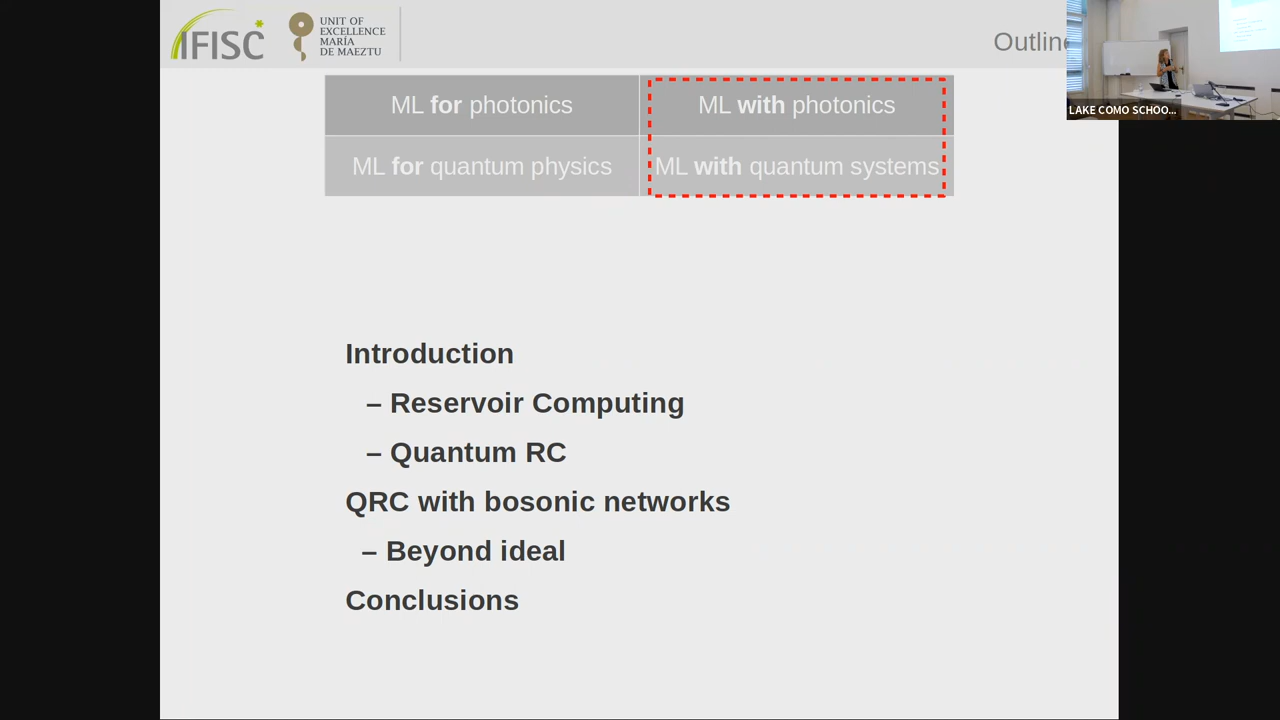 IFISC
UNIT OF
EXCELLENCE
MARÍA
DE MAEZTU
Outlin
LAKE COMO SCHOO...
ML for photonics
ML with photonics
ML for quantum physics
ML with quantum systems
Introduction
– Reservoir Computing
– Quantum RC
QRC with bosonic networks
– Beyond ideal
Conclusions